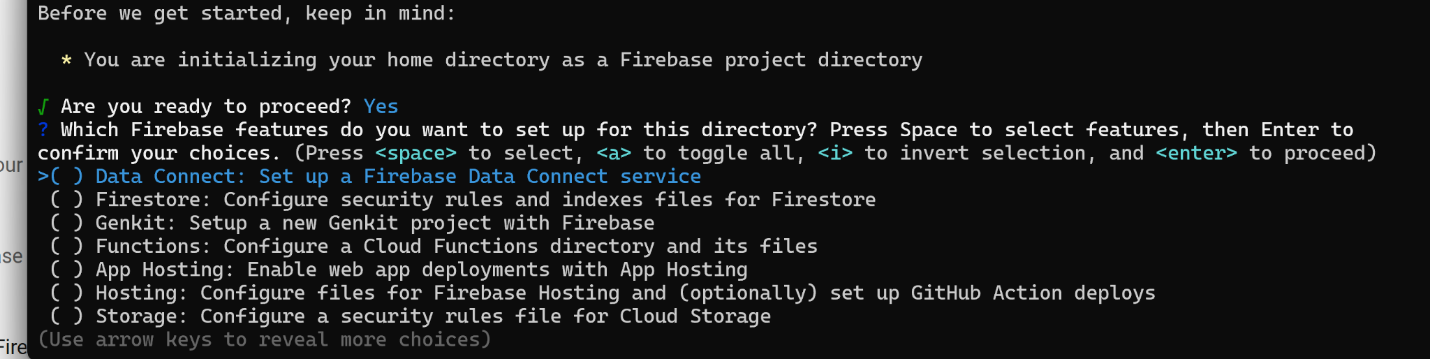 Before we get started, keep in mind:
* You are initializing your home directory as a Firebase project directory
√ Are you ready to proceed? Yes
? Which Firebase features do you want to set up for this directory? Press Space to select features, then Enter to
confirm your choices. (Press <space> to select, <a> to toggle all, <i> to invert selection, and <enter> to proceed)
our
>( ) Data Connect: Set up a Firebase Data Connect service
( ) Firestore: Configure security rules and indexes files for Firestore
( ) Genkit: Setup a new Genkit project with Firebase
( ) Functions: Configure a Cloud Functions directory and its files
ase
( ) App Hosting: Enable web app deployments with App Hosting
( ) Hosting: Configure files for Firebase Hosting and (optionally) set up GitHub Action deploys
( ) Storage: Configure a security rules file for Cloud Storage
(Use arrow keys to reveal more choices)
Fire